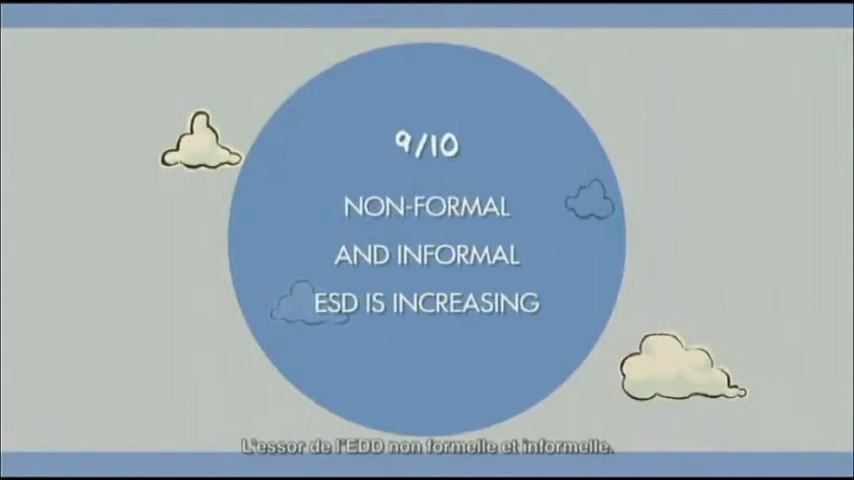 9/10
NON-FORMAL
AND INFORMAL
ESD IS INCREASING
L'essor de l'EDD non formelle et informelle.